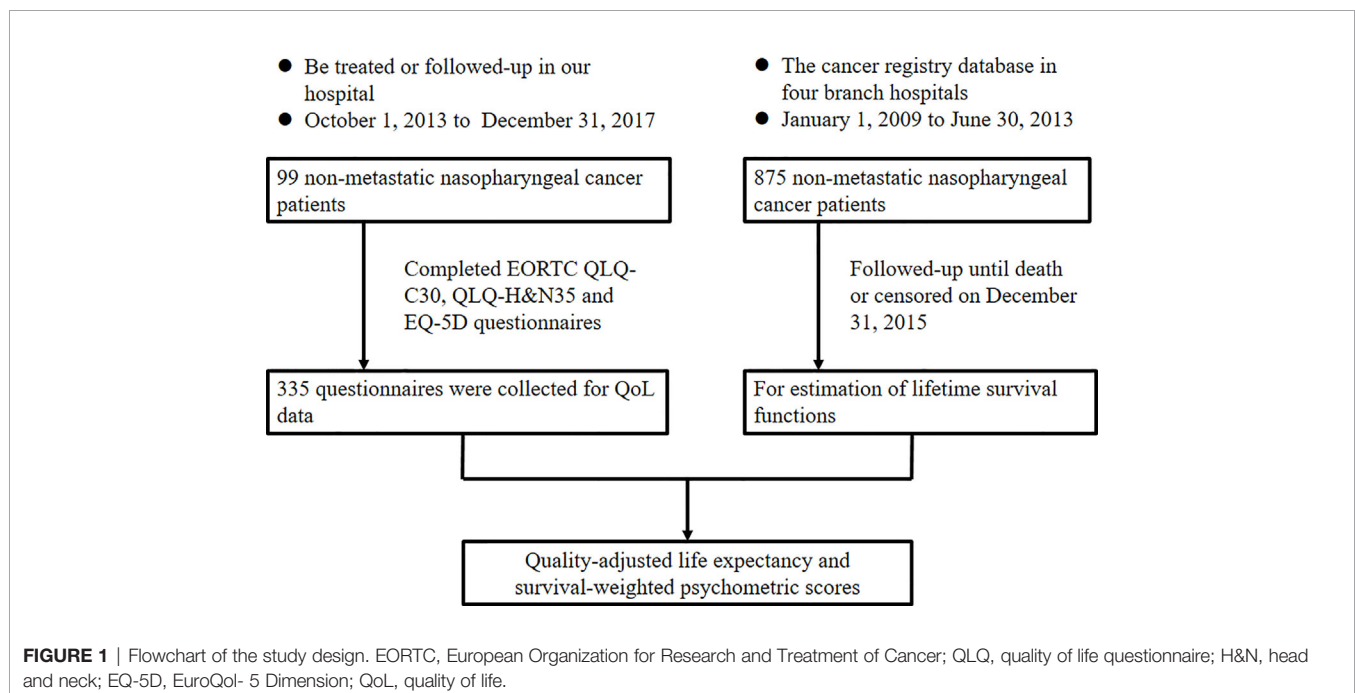 ● Be treated or followed-up in our
hospital
● October 1, 2013 to December 31, 2017
● The cancer registry database in
four branch hospitals
● January 1, 2009 to June 30, 2013
99 non-metastatic nasopharyngeal cancer
patients
875 non-metastatic nasopharyngeal
cancer patients
Completed EORTC QLQ-
C30, QLQ-H&N35 and
EQ-5D questionnaires
Followed-up until death
or censored on December
31, 2015
335 questionnaires were collected for QoL
data
For estimation of lifetime survival
functions
Quality-adjusted life expectancy and
survival-weighted psychometric scores
FIGURE 1 | Flowchart of the study design. EORTC, European Organization for Research and Treatment of Cancer; QLQ, quality of life questionnaire; H&N, head
and neck; EQ-5D, EuroQol- 5 Dimension; QoL, quality of life.